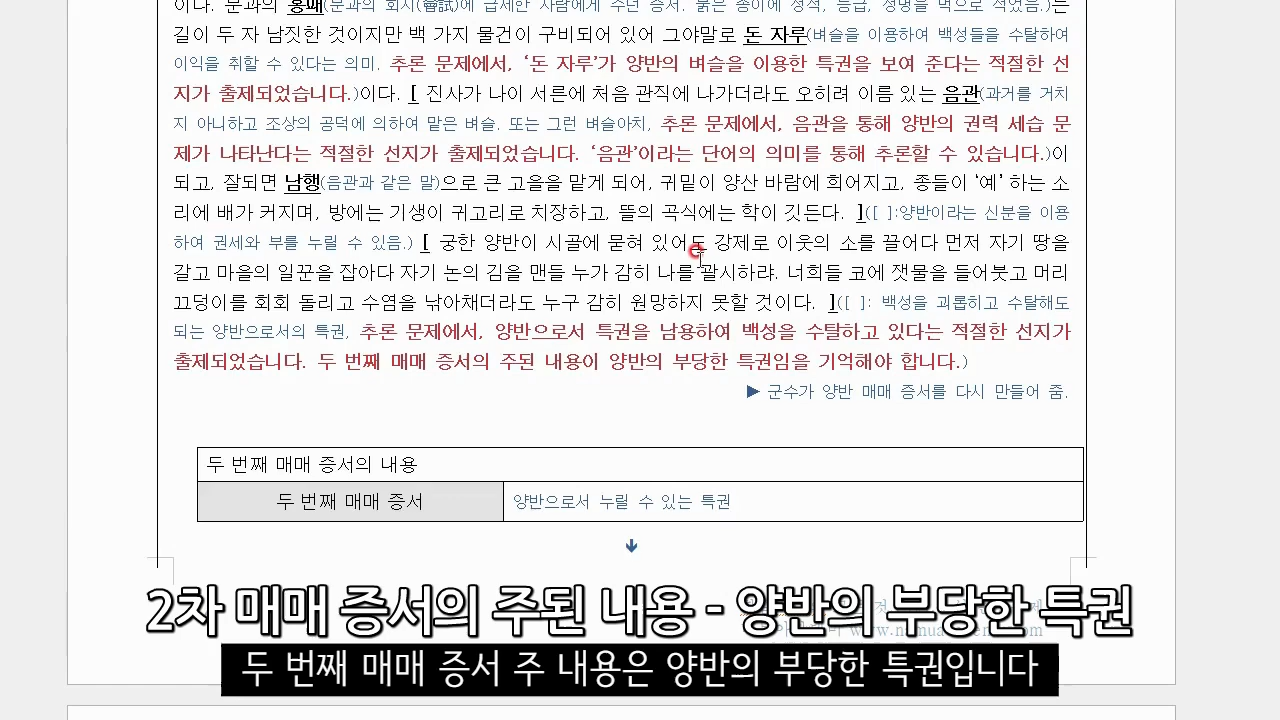 이다. 문과의 홍패(문과의 회시(會試)에 급제한 사람에게 주던 증서. 붉은 종이에 성적, 등급, 성명을 먹으로 적었음.)는
길이 두 자 남짓한 것이지만 백 가지 물건이 구비되어 있어 그야말로 돈 자루(벼슬을 이용하여 백성들을 수탈하여
이익을 취할 수 있다는 의미. 추론 문제에서, ‘돈 자루’가 양반의 벼슬을 이용한 특권을 보여 준다는 적절한 선
지가 출제되었습니다.)이다. [ 진사가 나이 서른에 처음 관직에 나가더라도 오히려 이름 있는 음관(과거를 거치
지 아니하고 조상의 공덕에 의하여 맡은 벼슬. 또는 그런 벼슬아치, 추론 문제에서, 음관을 통해 양반의 권력 세습 문
제가 나타난다는 적절한 선지가 출제되었습니다. ‘음관’이라는 단어의 의미를 통해 추론할 수 있습니다.)이
되고, 잘되면 남행(음관과 같은 말)으로 큰 고을을 맡게 되어, 귀밑이 양산 바람에 희어지고, 종들이 ‘예’ 하는 소
리에 배가 커지며, 방에는 기생이 귀고리로 치장하고, 뜰의 곡식에는 학이 깃든다. ]([ ]:양반이라는 신분을 이용
하여 권세와 부를 누릴 수 있음.) [ 궁한 양반이 시골에 묻혀 있어도 강제로 이웃의 소를 끌어다 먼저 자기 땅을
갈고 마을의 일꾼을 잡아다 자기 논의 김을 맨들 누가 감히 나를 괄시하랴. 너희들 코에 잿물을 들어붓고 머리
끄덩이를 회회 돌리고 수염을 낚아채더라도 누구 감히 원망하지 못할 것이다. ]([ ]: 백성을 괴롭히고 수탈해도
되는 양반으로서의 특권, 추론 문제에서, 양반으로서 특권을 남용하여 백성을 수탈하고 있다는 적절한 선지가
출제되었습니다. 두 번째 매매 증서의 주된 내용이 양반의 부당한 특권임을 기억해야 합니다.)
▶ 군수가 양반 매매 증서를 다시 만들어 줌.
두 번째 매매 증서의 내용
두 번째 매매 증서 양반으로서 누릴 수 있는 특권
↓
2차 매매 증서의 주된 내용 - 양반의 부당한 특권
두 번째 매매 증서 주 내용은 양반의 부당한 특권입니다